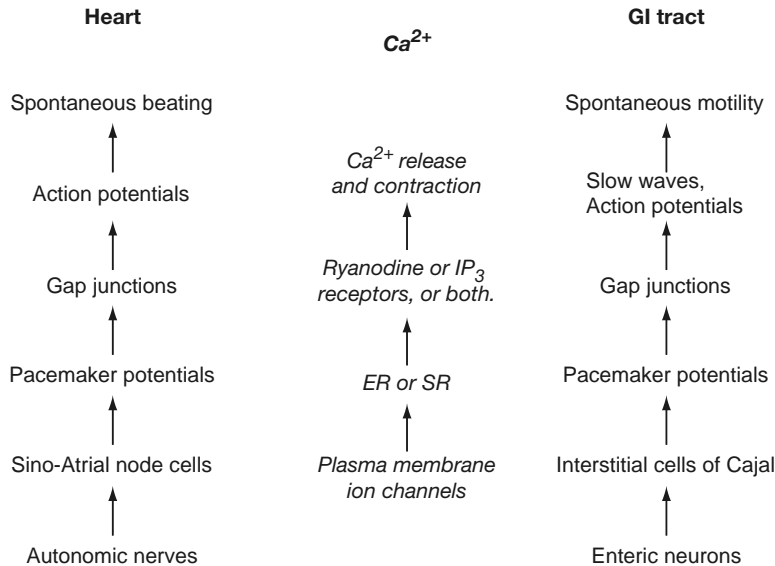 Heart
Spontaneous beating
Action potentials
Gap junctions
Pacemaker potentials
Sino-Atrial node cells
Autonomic nerves
Ca²⁺
Ca²⁺ release
and contraction
Ryanodine or IP₃
receptors, or both.
ER or SR
Plasma membrane
ion channels
GI tract
Spontaneous motility
Slow waves,
Action potentials
Gap junctions
Pacemaker potentials
Interstitial cells of Cajal
Enteric neurons